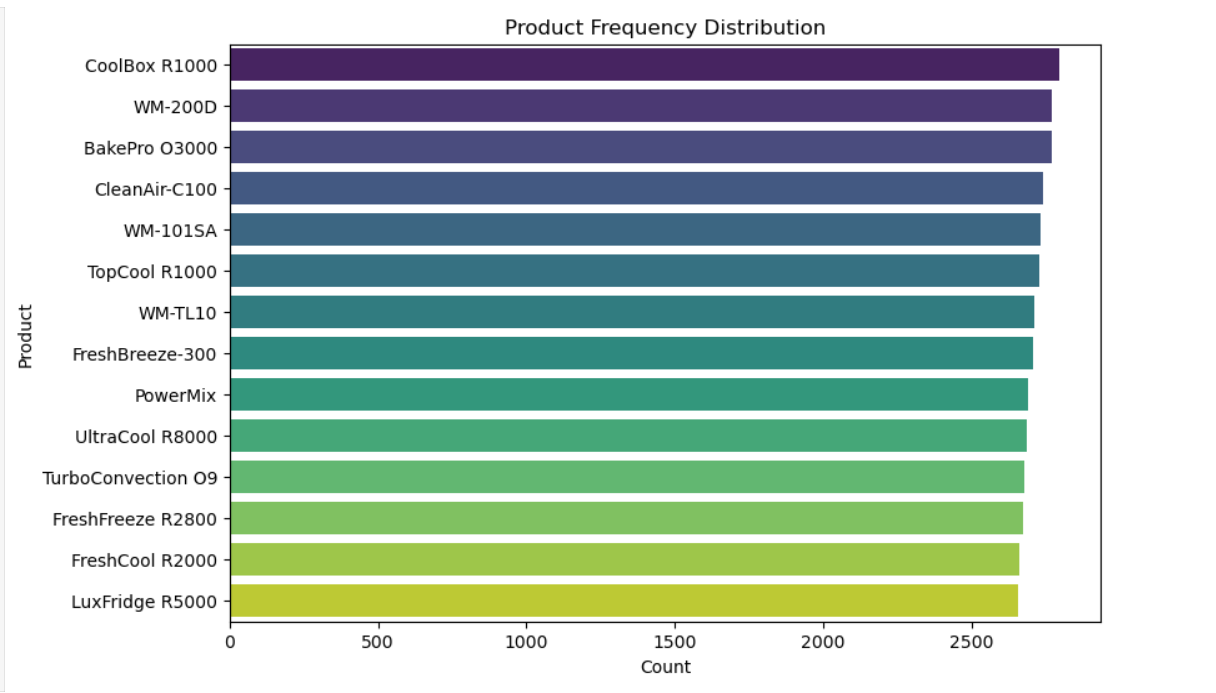 Product Frequency Distribution
CoolBox R1000
WM-200D
BakePro O3000
CleanAir-C100
WM-101SA
TopCool R1000
WM-TL10
FreshBreeze-300
PowerMix
UltraCool R8000
TurboConvection O9
FreshFreeze R2800
FreshCool R2000
LuxFridge R5000
Product
0 500 1000 1500 2000 2500
Count